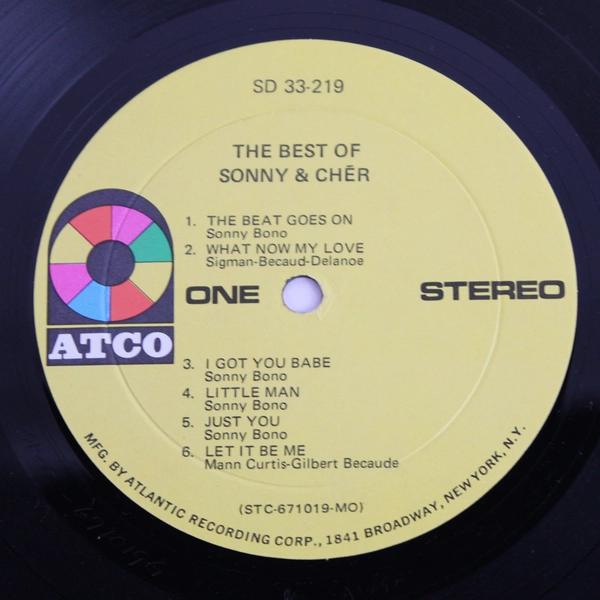 SD 33-219
THE BEST OF
SONNY & CHĒR
1. THE BEAT GOES ON
Sonny Bono
2. WHAT NOW MY LOVE
Sigman-Becaud-Delanoe
ONE
STEREO
ATCO
3. I GOT YOU BABE
Sonny Bono
4. LITTLE MAN
Sonny Bono
5. JUST YOU
Sonny Bono
6. LET IT BE ME
Mann Curtis-Gilbert Becaude
(STC-671019-MO)
MFG. BY ATLANTIC RECORDING CORP., 1841 BROADWAY, NEW YORK, N.Y.